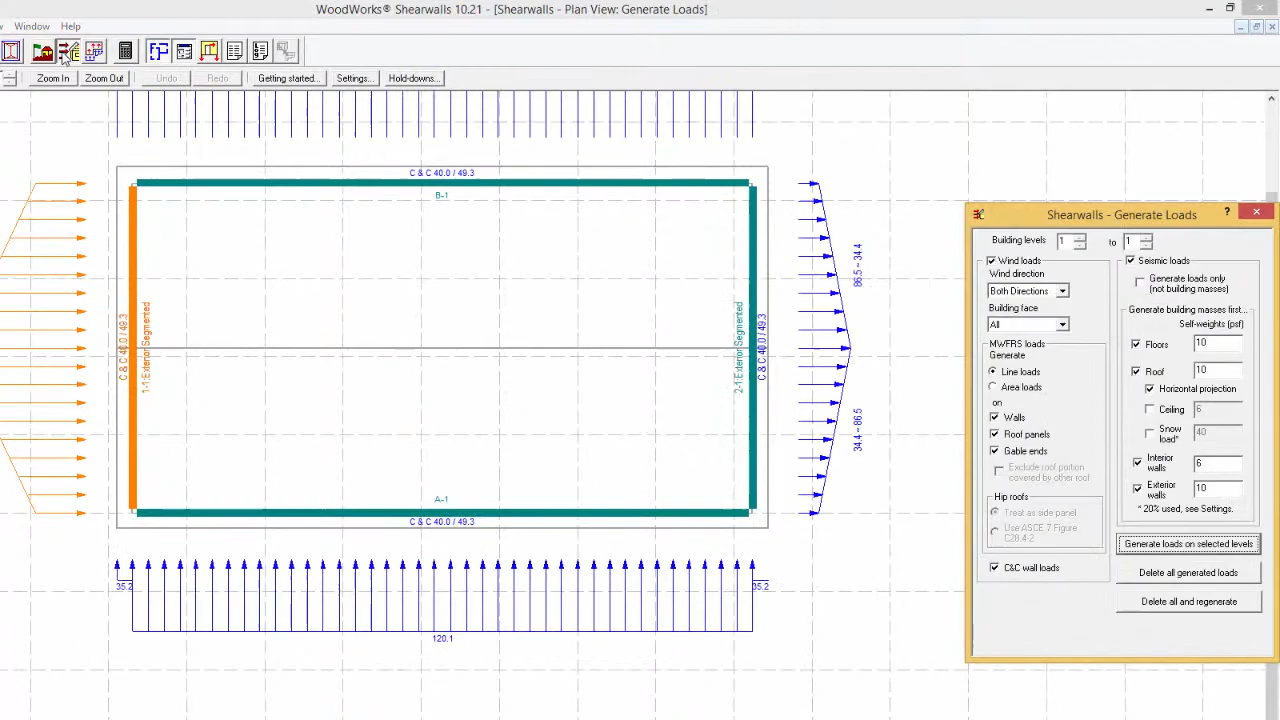 WoodWorks® Shearwalls 10.21 - [Shearwalls - Plan View: Generate Loads]
Window Help
Zoom In Zoom Out Undo Redo Getting started... Settings... Hold-downs...
C & C 40.0 / 49.3
B-1
C & C 40.0 / 49.3
1-1:Exterior Segmented
2-1:Exterior Segmented
C & C 40.0 / 49.3
86.5 ~ 34.4
34.4 ~ 86.5
A-1
C & C 40.0 / 49.3
35.2
35.2
120.1
Shearwalls - Generate Loads
?
Building levels 1 to 1
Wind loads
Wind direction
Both Directions
Building face
All
MWFRS loads
Generate
Line loads
Area loads
on
Walls
Roof panels
Gable ends
Exclude roof portion
covered by other roof
Hip roofs
Treat as side panel
Use ASCE 7 Figure
C28.4-2
C&C wall loads
Seismic loads
Generate loads only
(not building masses)
Generate building masses first...
Self-weights (psf)
Floors 10
Roof 10
Horizontal projection
Ceiling 6
Snow
load* 40
Interior
walls 6
Exterior
walls 10
* 20% used, see Settings.
Generate loads on selected levels
Delete all generated loads
Delete all and regenerate